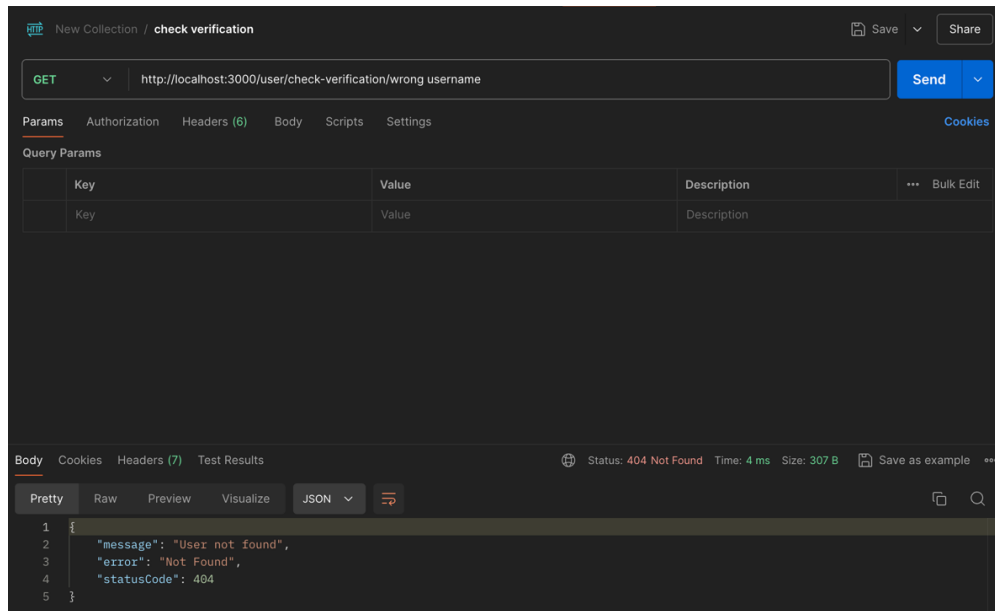 HTTP New Collection / check verification Save Share
GET http://localhost:3000/user/check-verification/wrong username Send
Params Authorization Headers (6) Body Scripts Settings Cookies
Query Params
Key Value Description ••• Bulk Edit
Key Value Description
Body Cookies Headers (7) Test Results Status: 404 Not Found Time: 4 ms Size: 307 B Save as example
Pretty Raw Preview Visualize JSON
1 {
2 "message": "User not found",
3 "error": "Not Found",
4 "statusCode": 404
5 }